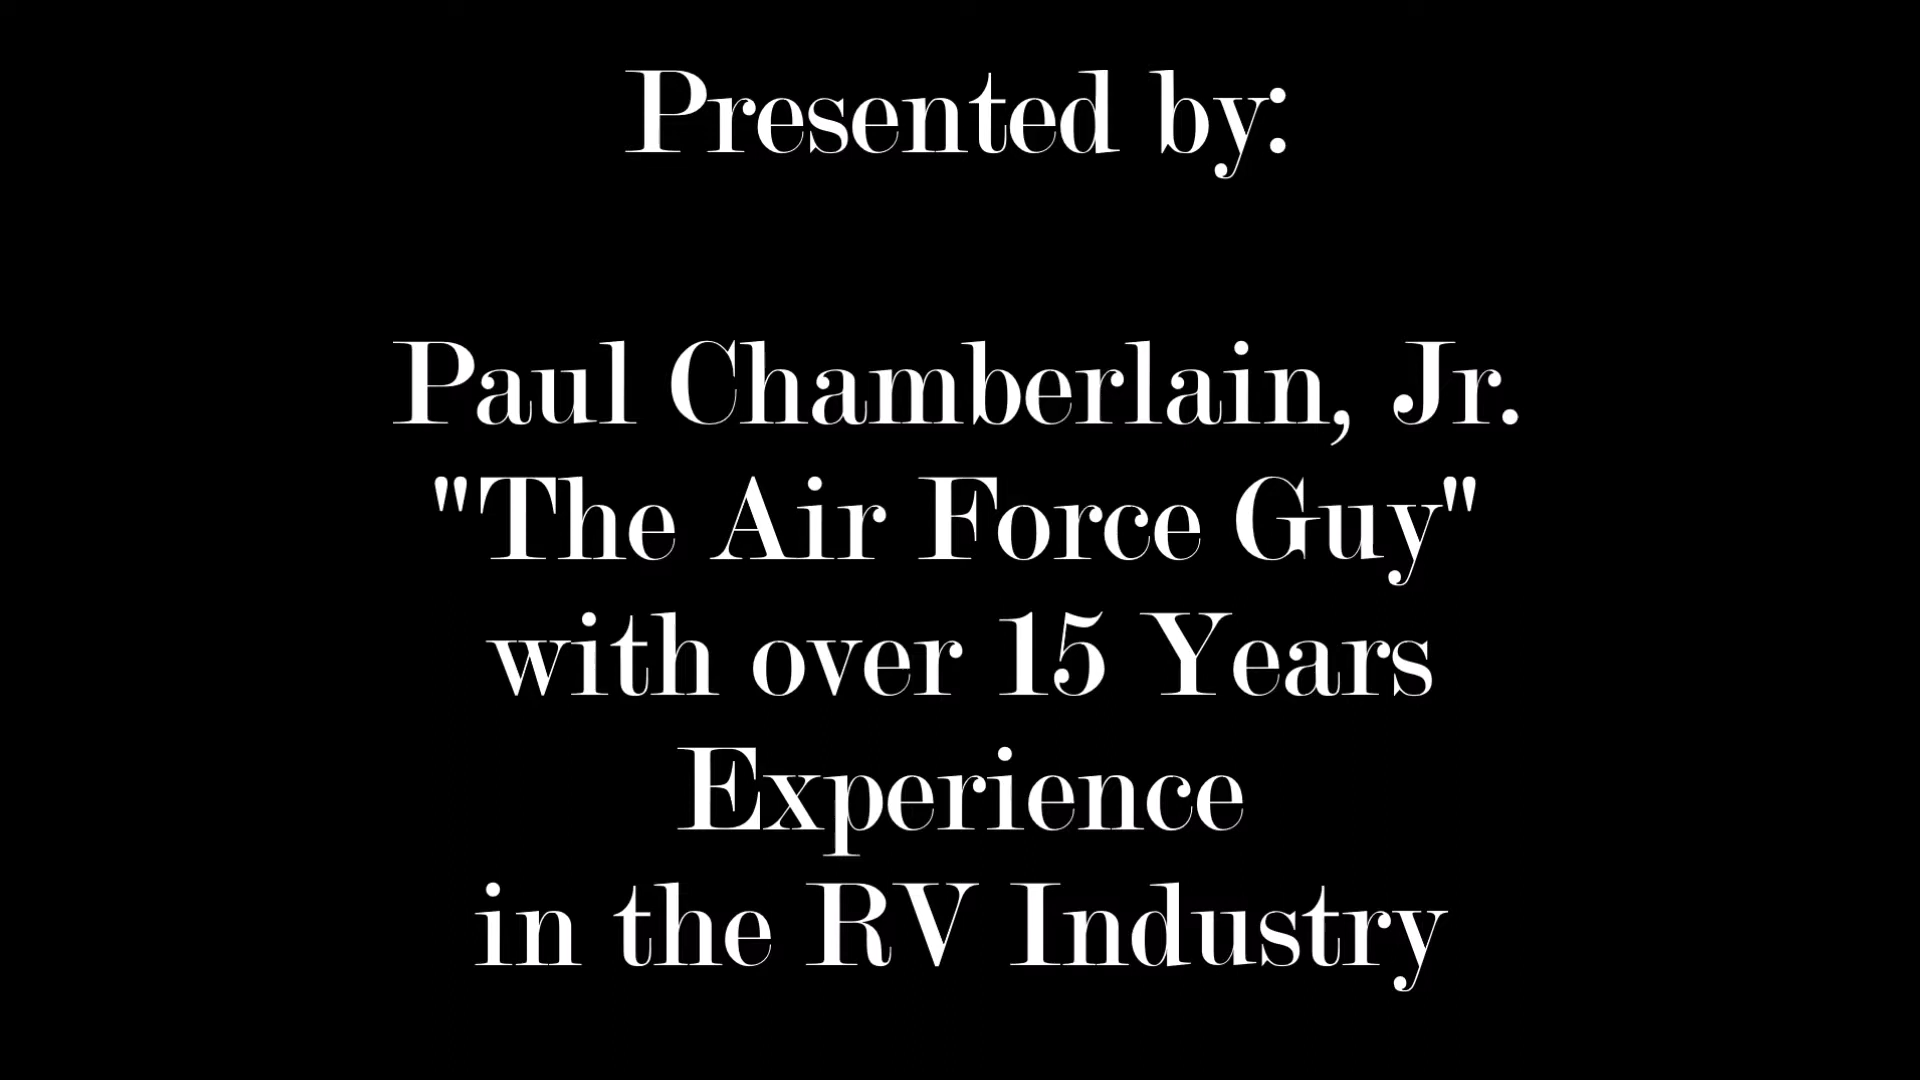 Presented by:
Paul Chamberlain, Jr.
"The Air Force Guy"
with over 15 Years
Experience
in the RV Industry